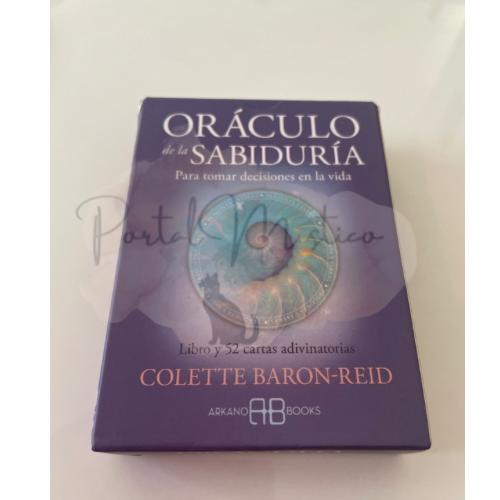 ORÁCULO
de la SABIDURÍA
Para tomar decisiones en la vida
Portal Místico
Libro y 52 cartas adivinatorias
COLETTE BARON-REID
ARKANO AB BOOKS